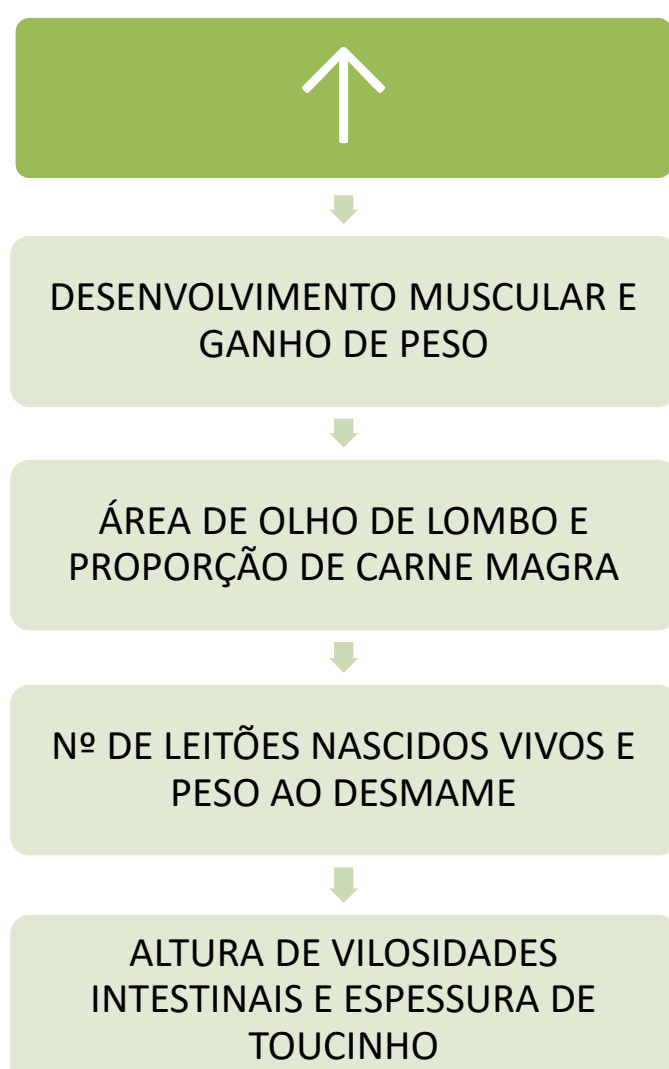 DESENVOLVIMENTO MUSCULAR E
GANHO DE PESO
ÁREA DE OLHO DE LOMBO E
PROPORÇÃO DE CARNE MAGRA
Nº DE LEITÕES NASCIDOS VIVOS E
PESO AO DESMAME
ALTURA DE VILOSIDADES
INTESTINAIS E ESPESSURA DE
TOUCINHO